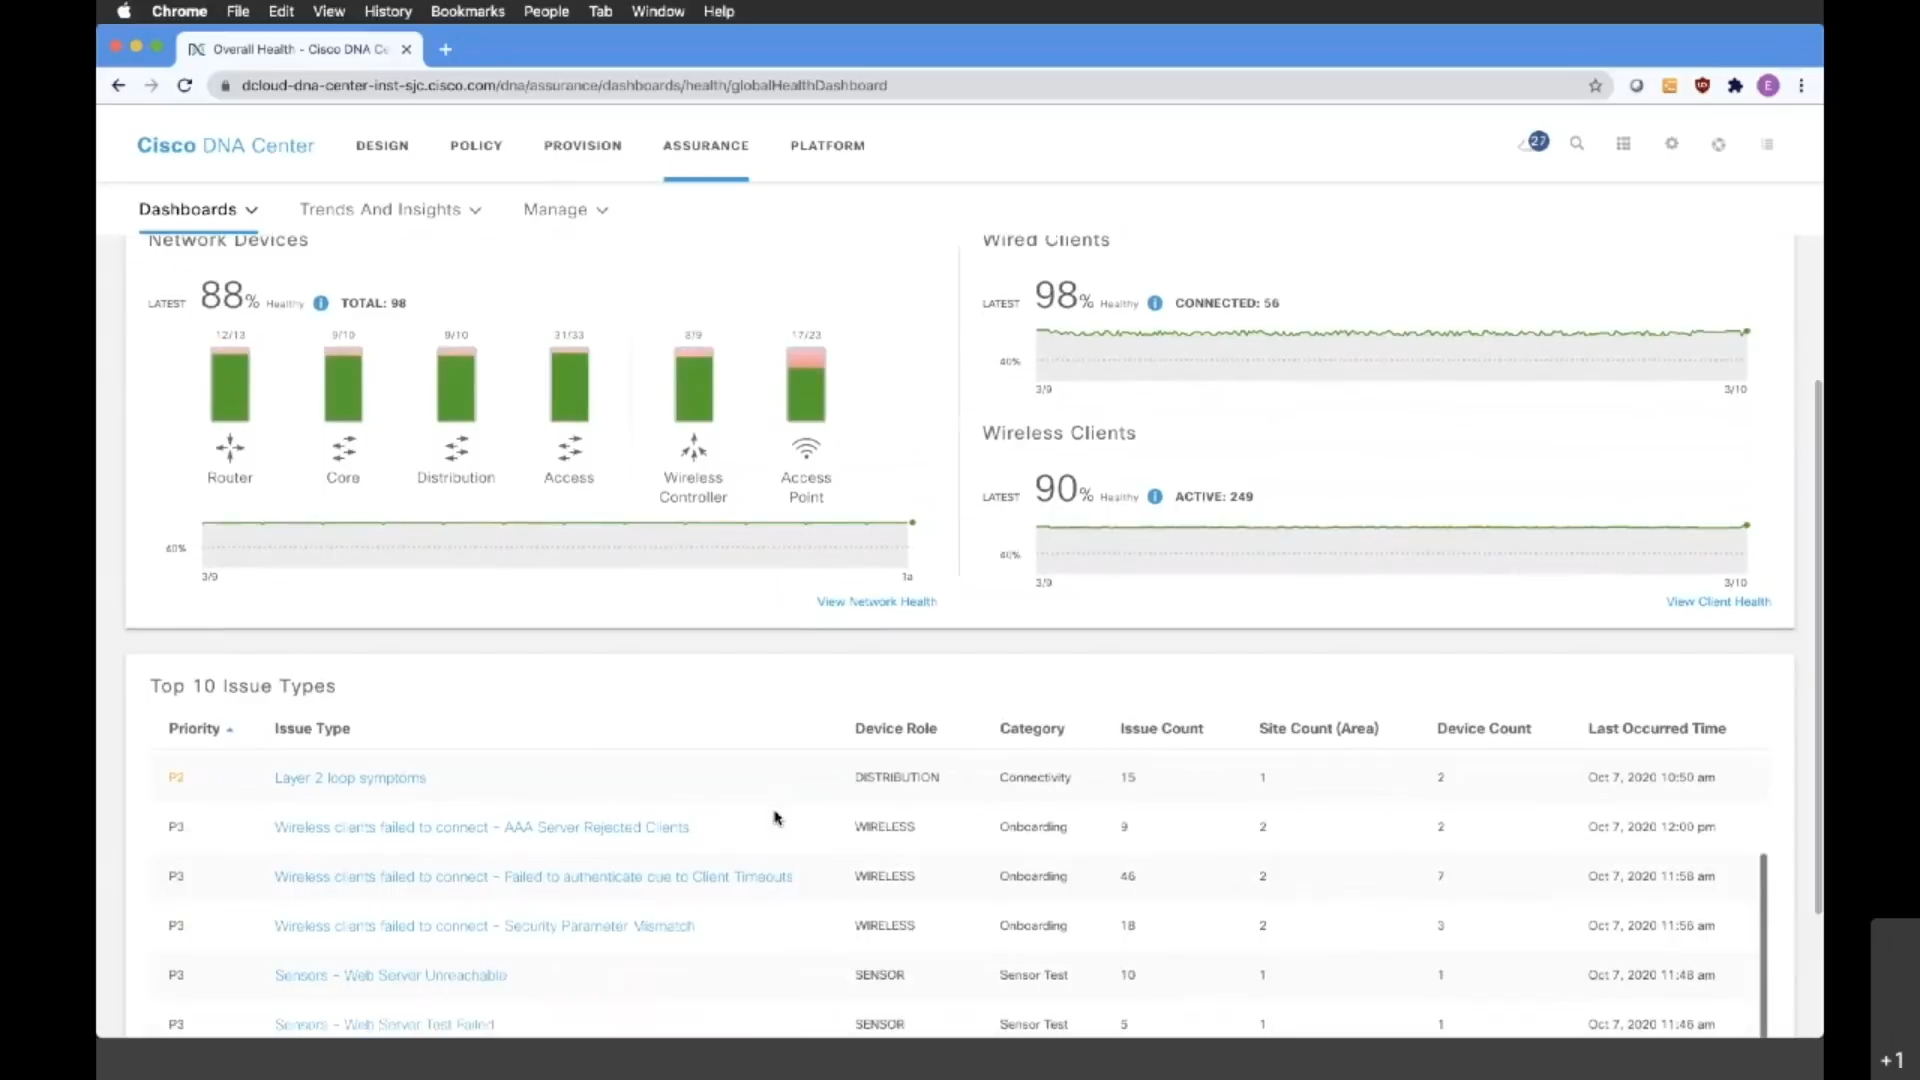 Chrome File Edit View History Bookmarks People Tab Window Help
Overall Health - Cisco DNA Ce
dcloud-dna-center-inst-sjc.cisco.com/dna/assurance/dashboards/health/globalHealthDashboard
E
Cisco DNA Center DESIGN POLICY PROVISION ASSURANCE PLATFORM 27
Dashboards Trends And Insights Manage
Network Devices
LATEST 88% Healthy TOTAL: 98
12/13 9/10 9/10 31/33 8/9 17/23
Router Core Distribution Access Wireless Controller Access Point
40%
3/9 1a
View Network Health
Wired Clients
LATEST 98% Healthy CONNECTED: 56
40%
3/9 3/10
Wireless Clients
LATEST 90% Healthy ACTIVE: 249
40%
3/9 3/10
View Client Health
Top 10 Issue Types
Priority Issue Type Device Role Category Issue Count Site Count (Area) Device Count Last Occurred Time
P2 Layer 2 loop symptoms DISTRIBUTION Connectivity 15 1 2 Oct 7, 2020 10:50 am
P3 Wireless clients failed to connect - AAA Server Rejected Clients WIRELESS Onboarding 9 2 2 Oct 7, 2020 12:00 pm
P3 Wireless clients failed to connect - Failed to authenticate due to Client Timeouts WIRELESS Onboarding 46 2 7 Oct 7, 2020 11:58 am
P3 Wireless clients failed to connect - Security Parameter Mismatch WIRELESS Onboarding 18 2 3 Oct 7, 2020 11:56 am
P3 Sensors - Web Server Unreachable SENSOR Sensor Test 10 1 1 Oct 7, 2020 11:48 am
P3 Sensors - Web Server Test Failed SENSOR Sensor Test 5 1 1 Oct 7, 2020 11:46 am
+1